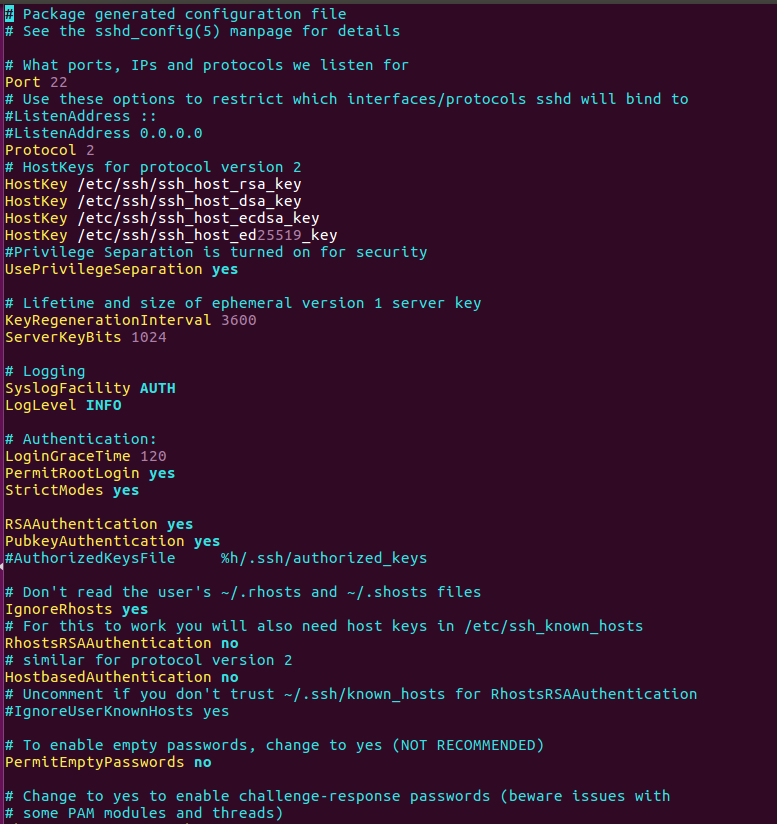 # Package generated configuration file
# See the sshd_config(5) manpage for details

# What ports, IPs and protocols we listen for
Port 22
# Use these options to restrict which interfaces/protocols sshd will bind to
#ListenAddress ::
#ListenAddress 0.0.0.0
Protocol 2
# HostKeys for protocol version 2
HostKey /etc/ssh/ssh_host_rsa_key
HostKey /etc/ssh/ssh_host_dsa_key
HostKey /etc/ssh/ssh_host_ecdsa_key
HostKey /etc/ssh/ssh_host_ed25519_key
#Privilege Separation is turned on for security
UsePrivilegeSeparation yes

# Lifetime and size of ephemeral version 1 server key
KeyRegenerationInterval 3600
ServerKeyBits 1024

# Logging
SyslogFacility AUTH
LogLevel INFO

# Authentication:
LoginGraceTime 120
PermitRootLogin yes
StrictModes yes

RSAAuthentication yes
PubkeyAuthentication yes
#AuthorizedKeysFile     %h/.ssh/authorized_keys

# Don't read the user's ~/.rhosts and ~/.shosts files
IgnoreRhosts yes
# For this to work you will also need host keys in /etc/ssh_known_hosts
RhostsRSAAuthentication no
# similar for protocol version 2
HostbasedAuthentication no
# Uncomment if you don't trust ~/.ssh/known_hosts for RhostsRSAAuthentication
#IgnoreUserKnownHosts yes

# To enable empty passwords, change to yes (NOT RECOMMENDED)
PermitEmptyPasswords no

# Change to yes to enable challenge-response passwords (beware issues with
# some PAM modules and threads)